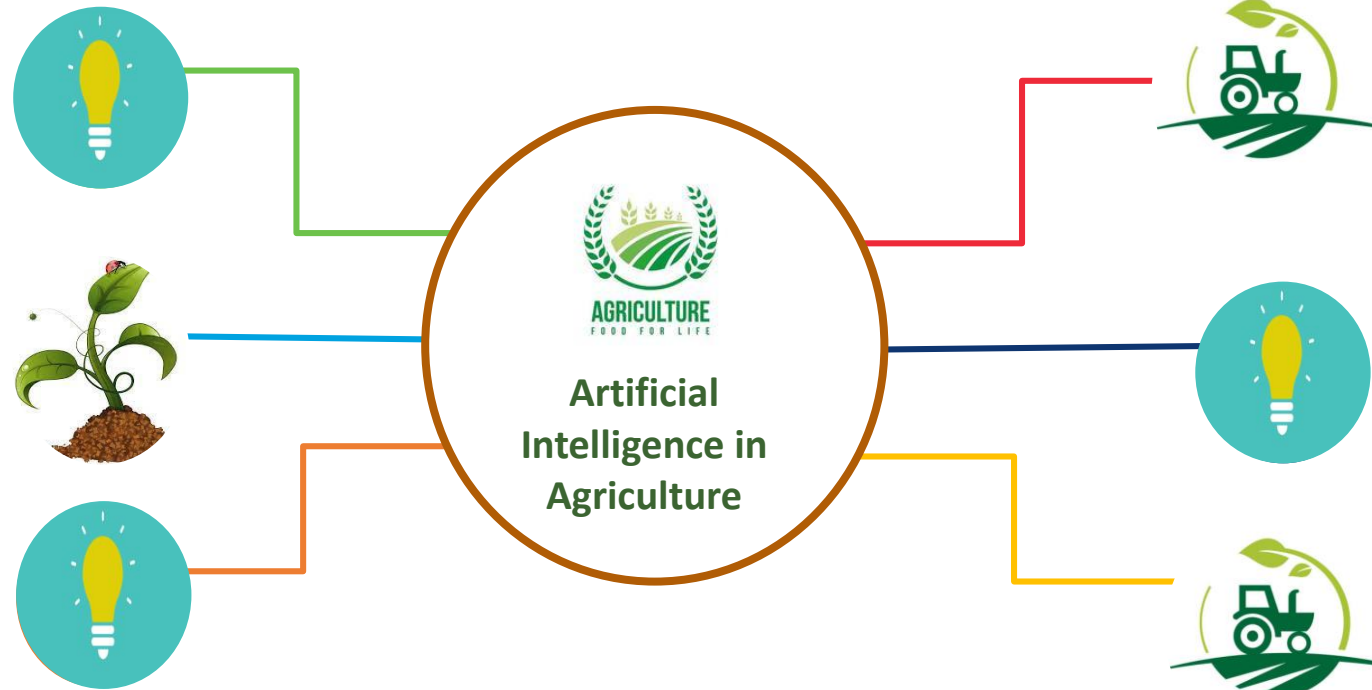 AGRICULTURE
FOOD FOR LIFE
Artificial
Intelligence in
Agriculture